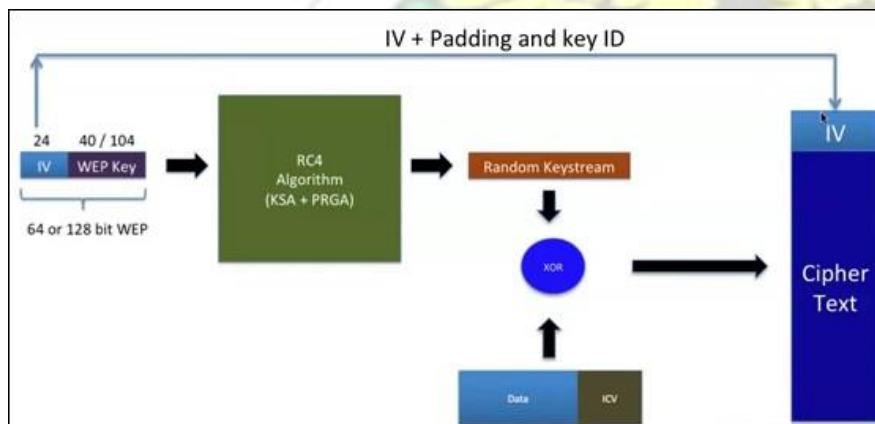 IV + Padding and key ID
24 40 / 104
IV WEP Key
64 or 128 bit WEP
RC4
Algorithm
(KSA + PRGA)
Random Keystream
XOR
Data ICV
IV
Cipher
Text